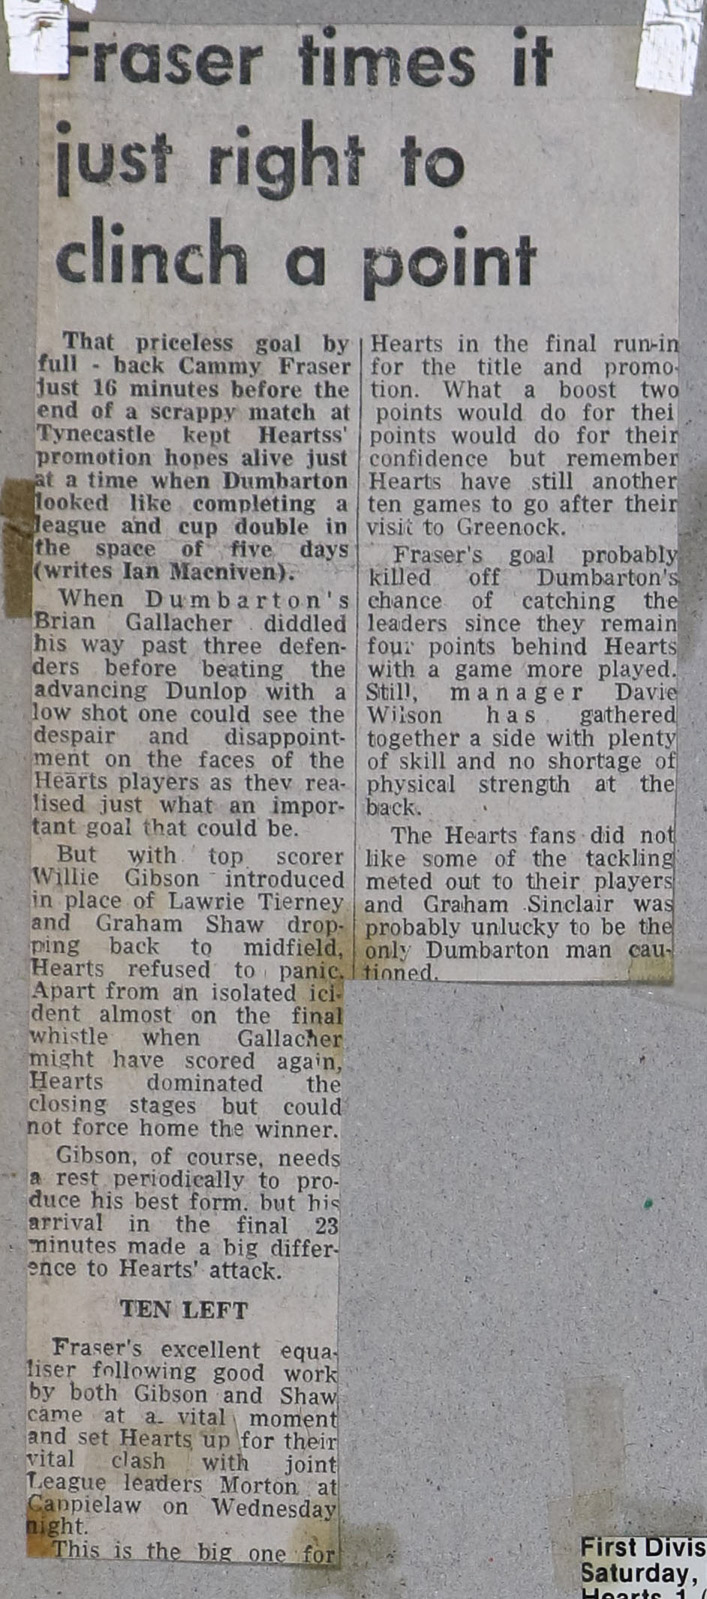 Fraser times it
just right to
clinch a point
That priceless goal by
full - back Cammy Fraser
just 16 minutes before the
end of a scrappy match at
Tynecastle kept Heartss'
promotion hopes alive just
at a time when Dumbarton
looked like completing a
league and cup double in
the space of five days
(writes Ian Macniven).
When Dumbarton's
Brian Gallacher diddled
his way past three defen-
ders before beating the
advancing Dunlop with a
low shot one could see the
despair and disappoint-
ment on the faces of the
Hearts players as they rea-
lised just what an impor-
tant goal that could be.
But with top scorer
Willie Gibson introduced
in place of Lawrie Tierney
and Graham Shaw drop-
ping back to midfield,
Hearts refused to panic.
Apart from an isolated ici-
dent almost on the final
whistle when Gallacher
might have scored again,
Hearts dominated the
closing stages but could
not force home the winner.
Gibson, of course, needs
a rest periodically to pro-
duce his best form. but his
arrival in the final 23
minutes made a big differ-
ence to Hearts' attack.
TEN LEFT
Fraser's excellent equa-
liser following good work
by both Gibson and Shaw
came at a vital moment
and set Hearts up for their
vital clash with joint
League leaders Morton at
Cappielaw on Wednesday
night.
This is the big one for
Hearts in the final run-in
for the title and promo-
tion. What a boost two
points would do for thei
points would do for their
confidence but remember
Hearts have still another
ten games to go after their
visit to Greenock.
Fraser's goal probably
killed off Dumbarton's
chance of catching the
leaders since they remain
four points behind Hearts
with a game more played.
Still, manager Davie
Wilson has gathered
together a side with plenty
of skill and no shortage of
physical strength at the
back.
The Hearts fans did not
like some of the tackling
meted out to their players
and Graham Sinclair was
probably unlucky to be the
only Dumbarton man cau-
tioned.
First Divis
Saturday,
Hearts 1 (